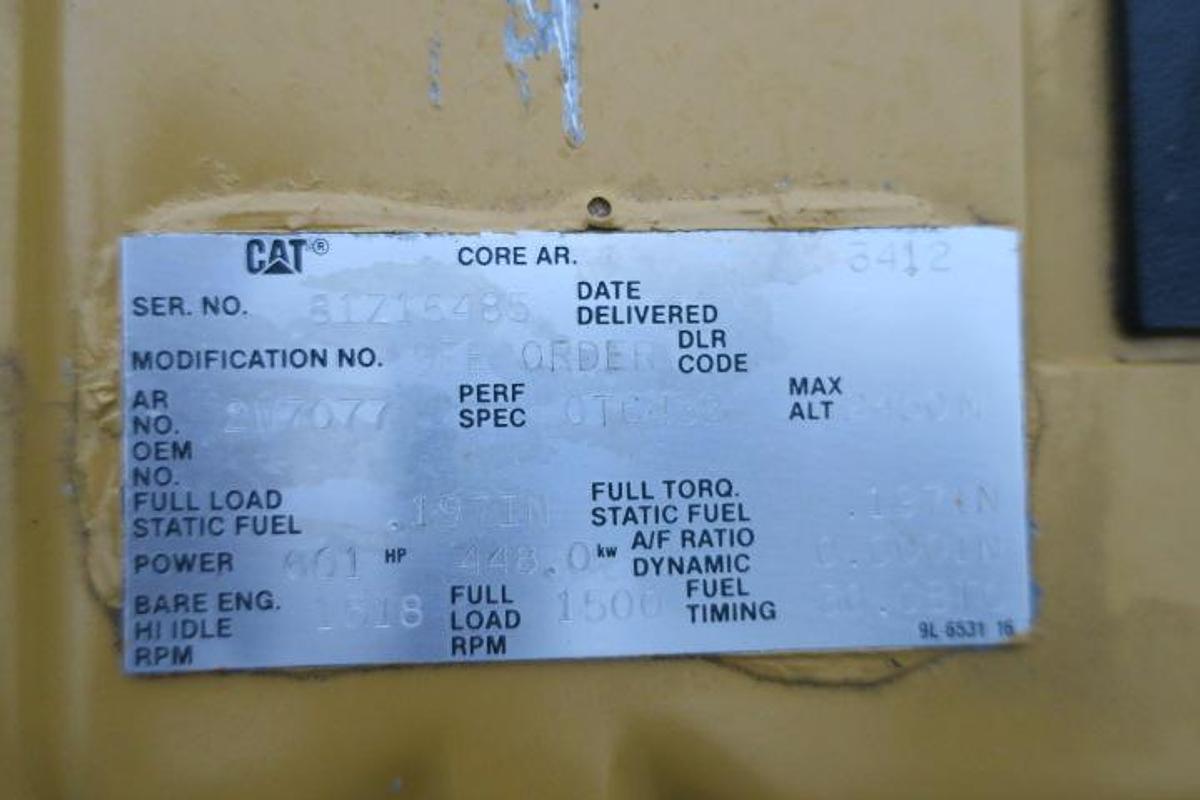 CAT® CORE AR. 3412
SER. NO. 81Z16485 DATE DELIVERED
MODIFICATION NO. ORDER DLR CODE
AR NO. 2W7077 PERF SPEC MAX ALT
OEM NO.
FULL LOAD STATIC FUEL .197IN FULL TORQ. STATIC FUEL .197IN
POWER 601 HP 448.0 kw A/F RATIO DYNAMIC
BARE ENG. HI IDLE RPM 1518 FULL LOAD RPM 1500 FUEL TIMING
9L-6531 16